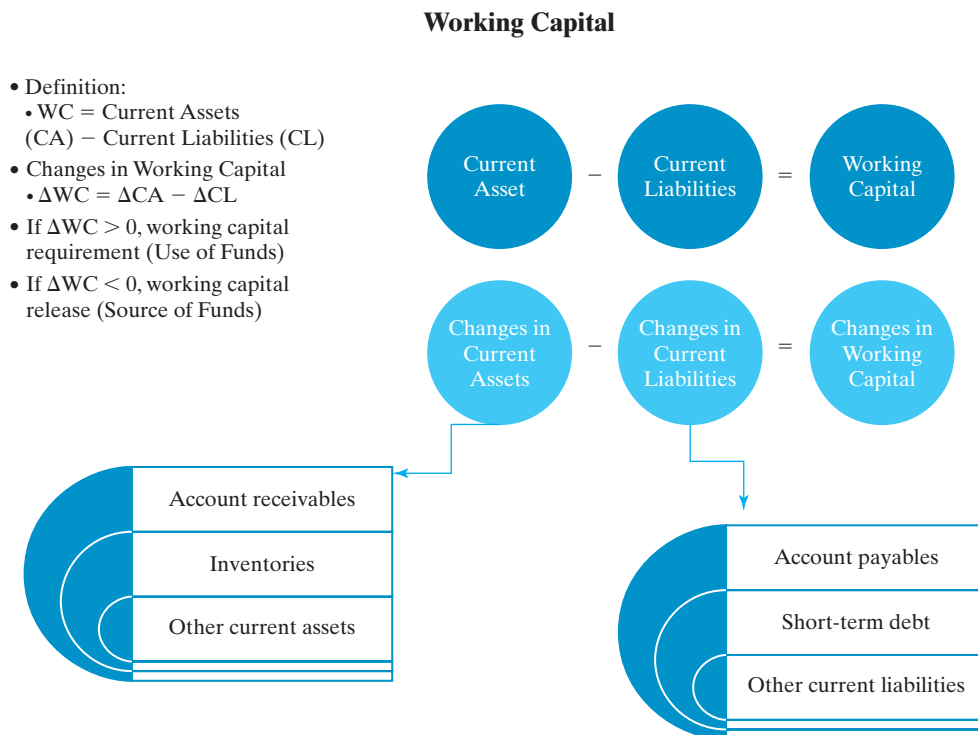 Working Capital
• Definition:
• WC = Current Assets
(CA) − Current Liabilities (CL)
• Changes in Working Capital
• ΔWC = ΔCA − ΔCL
• If ΔWC > 0, working capital
requirement (Use of Funds)
• If ΔWC < 0, working capital
release (Source of Funds)
Current
Asset
−
Current
Liabilities
=
Working
Capital
Changes in
Current
Assets
−
Changes in
Current
Liabilities
=
Changes in
Working
Capital
Account receivables
Inventories
Other current assets
Account payables
Short-term debt
Other current liabilities